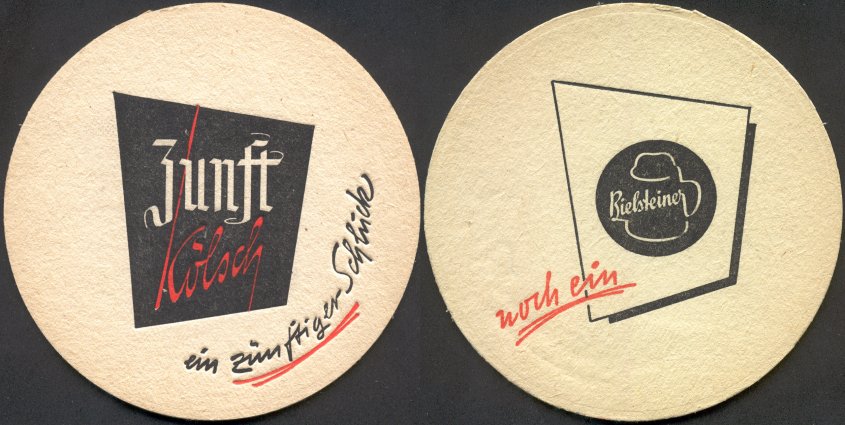 Zunft
Kölsch
ein zünftiger Schluck
Bielsteiner
noch ein